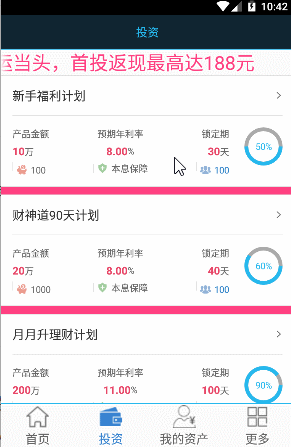 10:42
投资
运当头，首投返现最高达188元
新手福利计划
产品金额 预期年利率 锁定期
10万 8.00% 30天 50%
100 本息保障 100
财神道90天计划
产品金额 预期年利率 锁定期
20万 8.00% 40天 60%
1000 本息保障 100
月月升理财计划
产品金额 预期年利率 锁定期
200万 11.00% 100天 90%
首页 投资 我的资产 更多